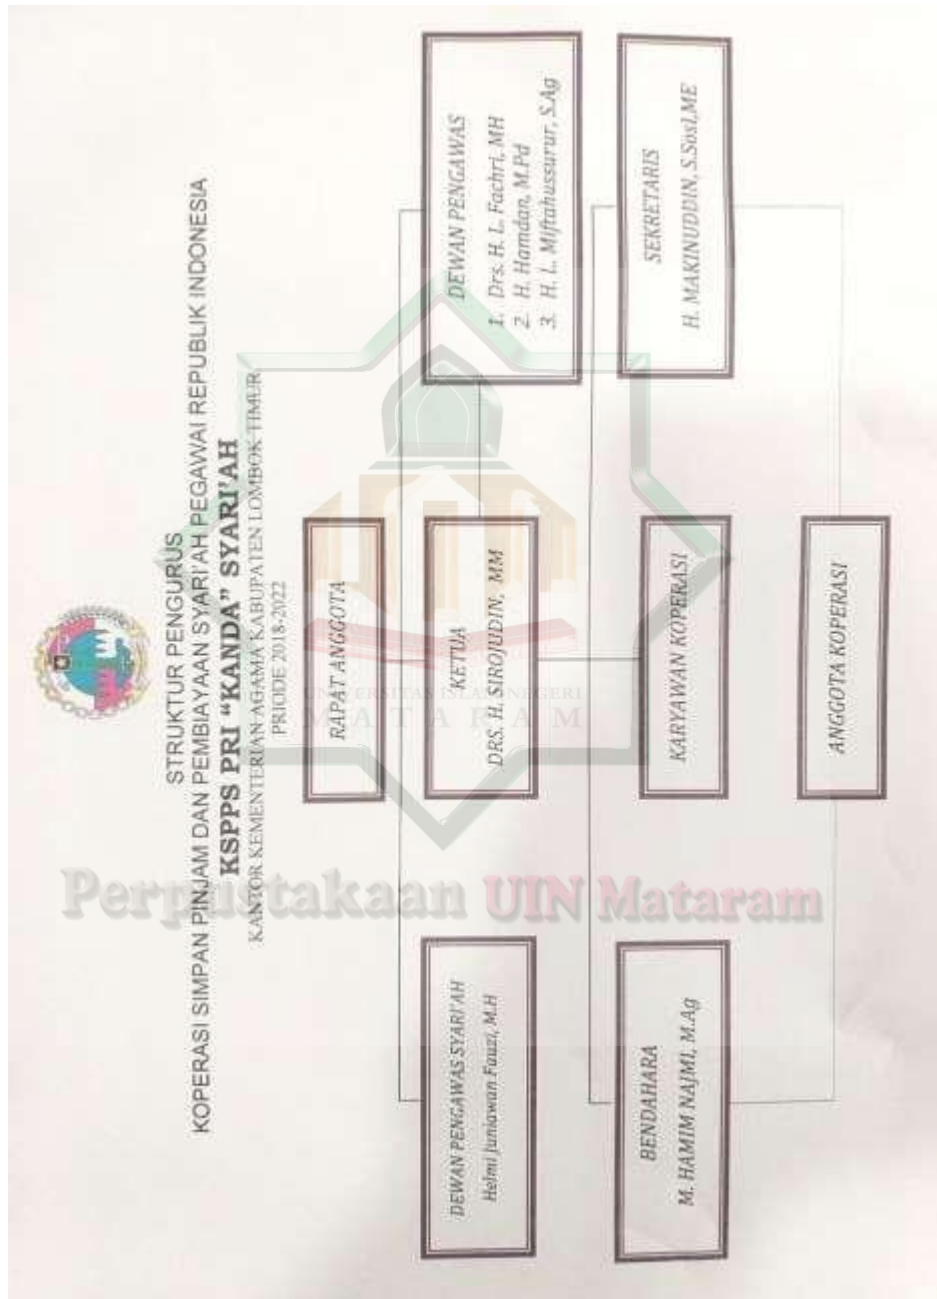 STRUKTUR PENGURUS
KOPERASI SIMPAN PINJAM DAN PEMBIAYAAN SYARI'AH PEGAWAI REPUBLIK INDONESIA
KSPPS PRI "KANDA" SYARI'AH
KANTOR KEMENTERIAN AGAMA KABUPATEN LOMBOK TIMUR
PRIODE 2018-2022
RAPAT ANGGOTA
DEWAN PENGAWAS SYARI'AH
Helmi Juniawan Fauzi, M.H
KETUA
DRS. H. SIROJUDIN, MM
DEWAN PENGAWAS
1. Drs. H. L. Fachri, MH
2. H. Hamdan, M.Pd
3. H. L. Miftahussurur, S.Ag
BENDAHARA
M. HAMIM NAJMI, M.Ag
KARYAWAN KOPERASI
SEKRETARIS
H. MAKINUDDIN, S.SosI,ME
ANGGOTA KOPERASI
UNIVERSITAS ISLAM NEGERI
MATARAM
Perpustakaan UIN Mataram